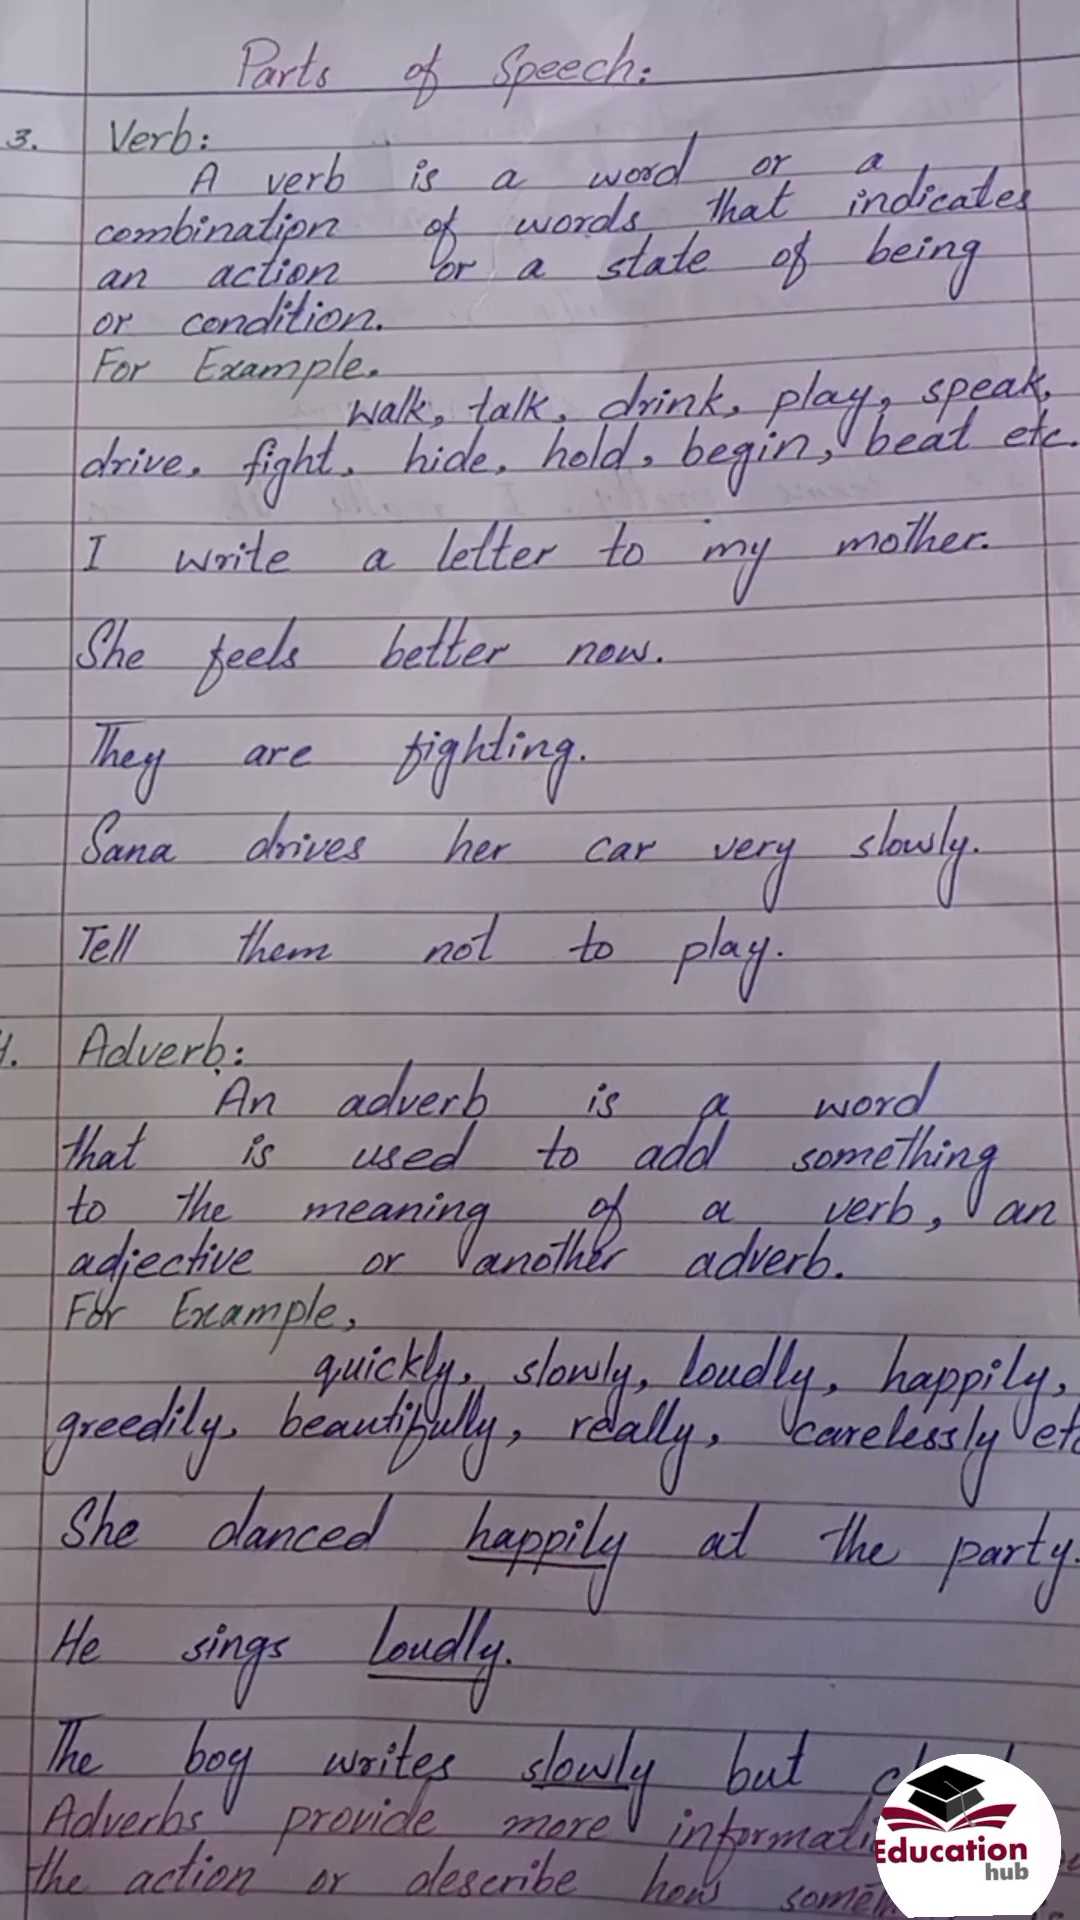 Parts of Speech:
3. Verb:
A verb is a word or a
combination of words that indicates
an action or a state of being
or condition.
For Example.
walk, talk, drink, play, speak,
drive, fight, hide, hold, begin, beat etc.
I write a letter to my mother.
She feels better now.
They are fighting.
Sana drives her car very slowly.
Tell them not to play.
Adverb:
An adverb is a word
that is used to add something
to the meaning of a verb, an
adjective or another adverb.
For Example,
quickly, slowly, loudly, happily,
greedily, beautifully, really, carelessly etc
She danced happily at the party.
He sings loudly.
The boy writes slowly but
Adverbs provide more
the action or describe how
Education
hub